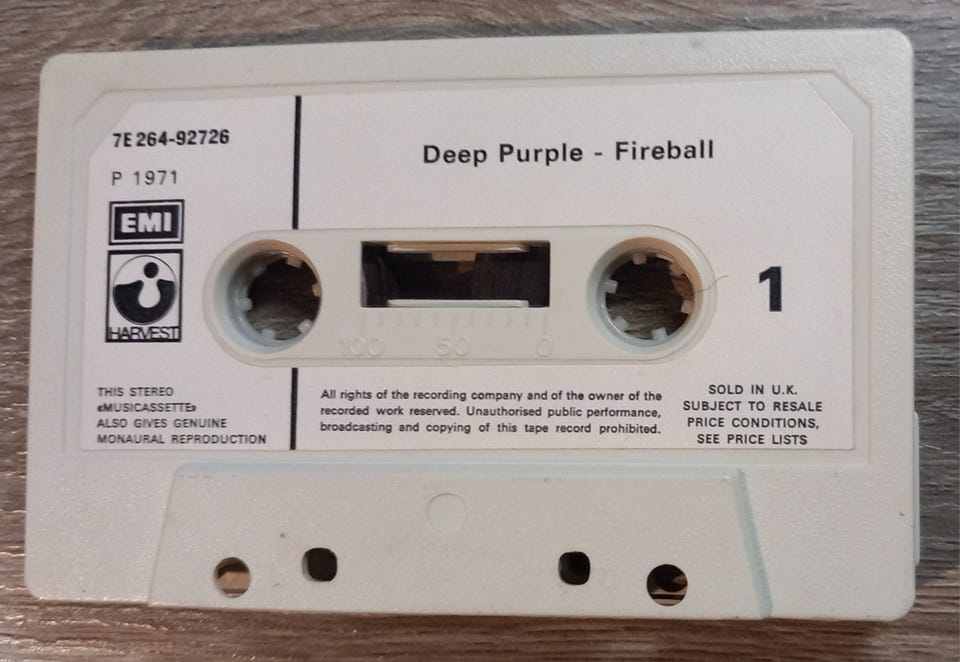 7E 264-92726
P 1971
EMI
HARVEST
THIS STEREO
«MUSICASSETTE»
ALSO GIVES GENUINE
MONAURAL REPRODUCTION
Deep Purple - Fireball
1
100 50 0
All rights of the recording company and of the owner of the
recorded work reserved. Unauthorised public performance,
broadcasting and copying of this tape record prohibited.
SOLD IN U.K.
SUBJECT TO RESALE
PRICE CONDITIONS,
SEE PRICE LISTS